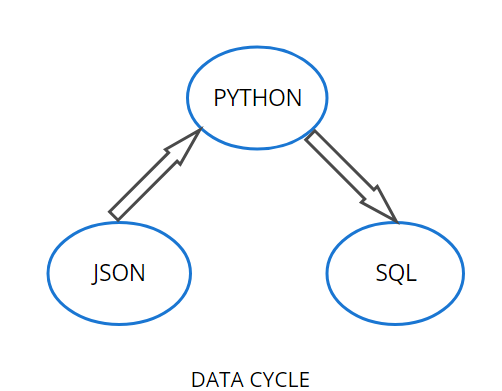 PYTHON
JSON
SQL
DATA CYCLE